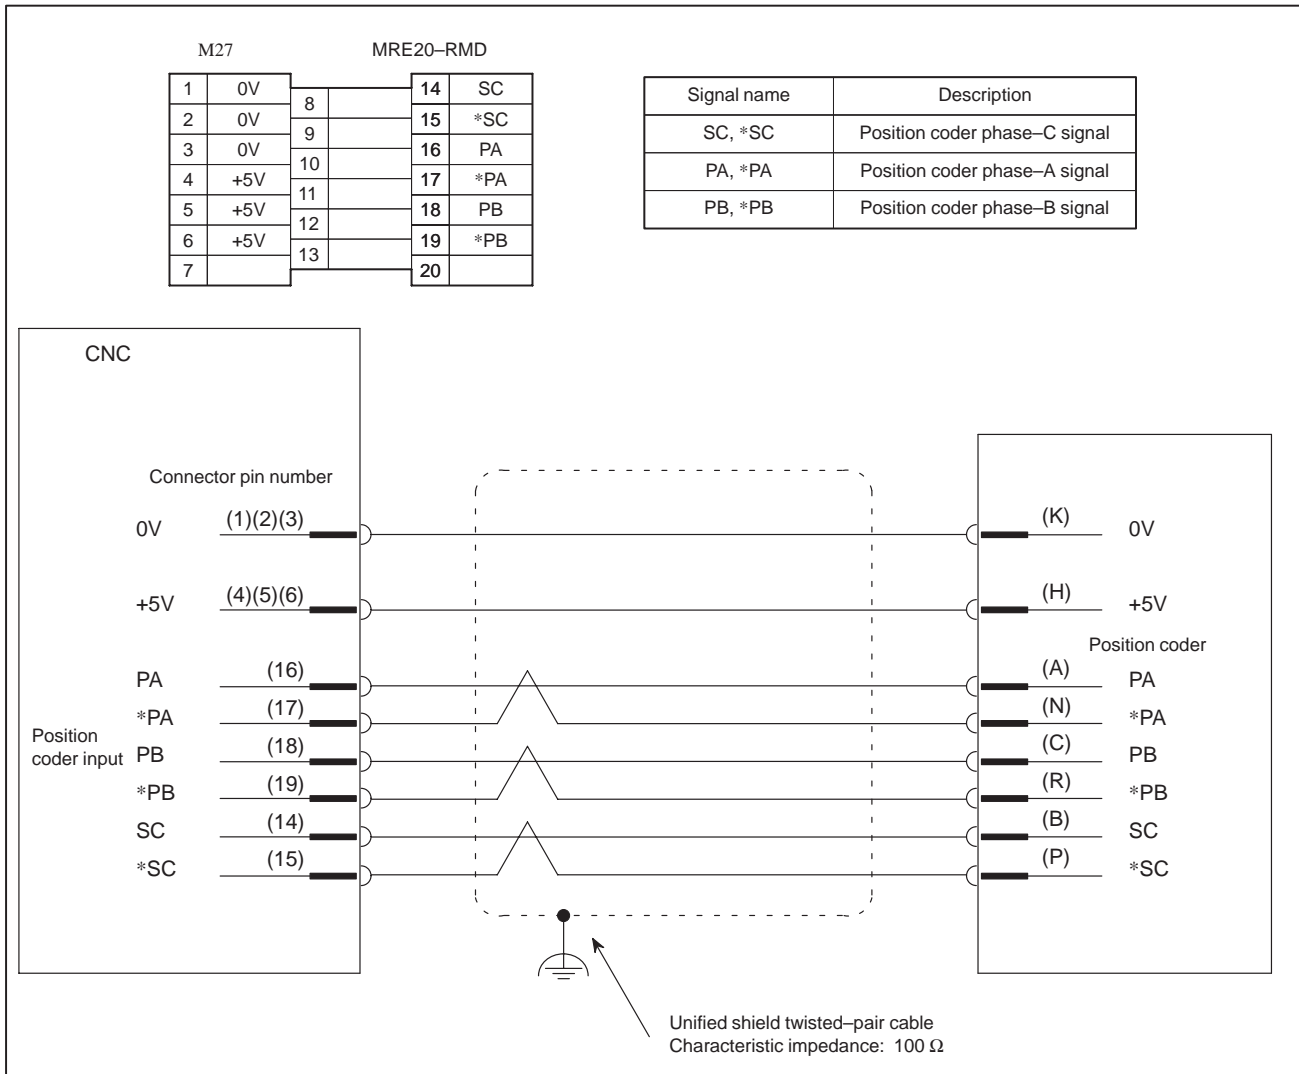 M27 MRE20–RMD
1 0V 14 SC
8
2 0V 15 *SC
9
3 0V 16 PA
10
4 +5V 17 *PA
11
5 +5V 18 PB
12
6 +5V 19 *PB
13
7 20
Signal name Description
SC, *SC Position coder phase–C signal
PA, *PA Position coder phase–A signal
PB, *PB Position coder phase–B signal
CNC
Connector pin number
0V (1)(2)(3) (K) 0V
+5V (4)(5)(6) (H) +5V
Position coder
PA (16) (A) PA
*PA (17) (N) *PA
Position
coder input
PB (18) (C) PB
*PB (19) (R) *PB
SC (14) (B) SC
*SC (15) (P) *SC
Unified shield twisted–pair cable
Characteristic impedance: 100 Ω